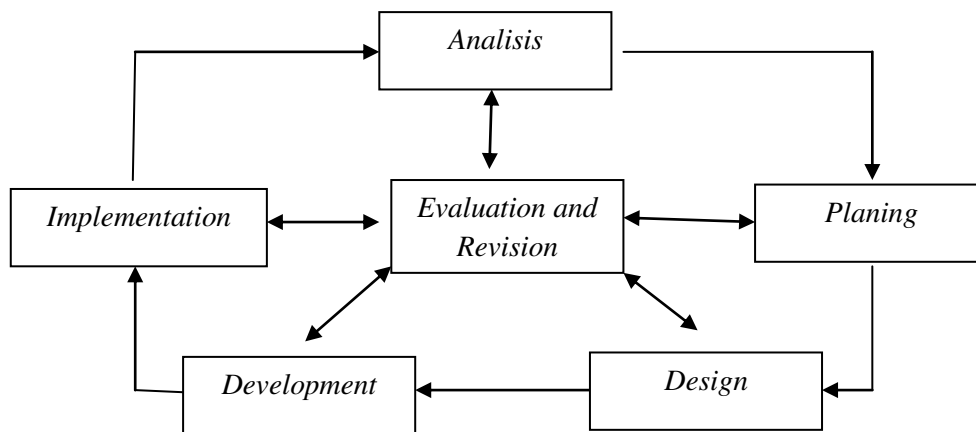 Analisis
Implementation
Evaluation and
Revision
Planing
Development
Design